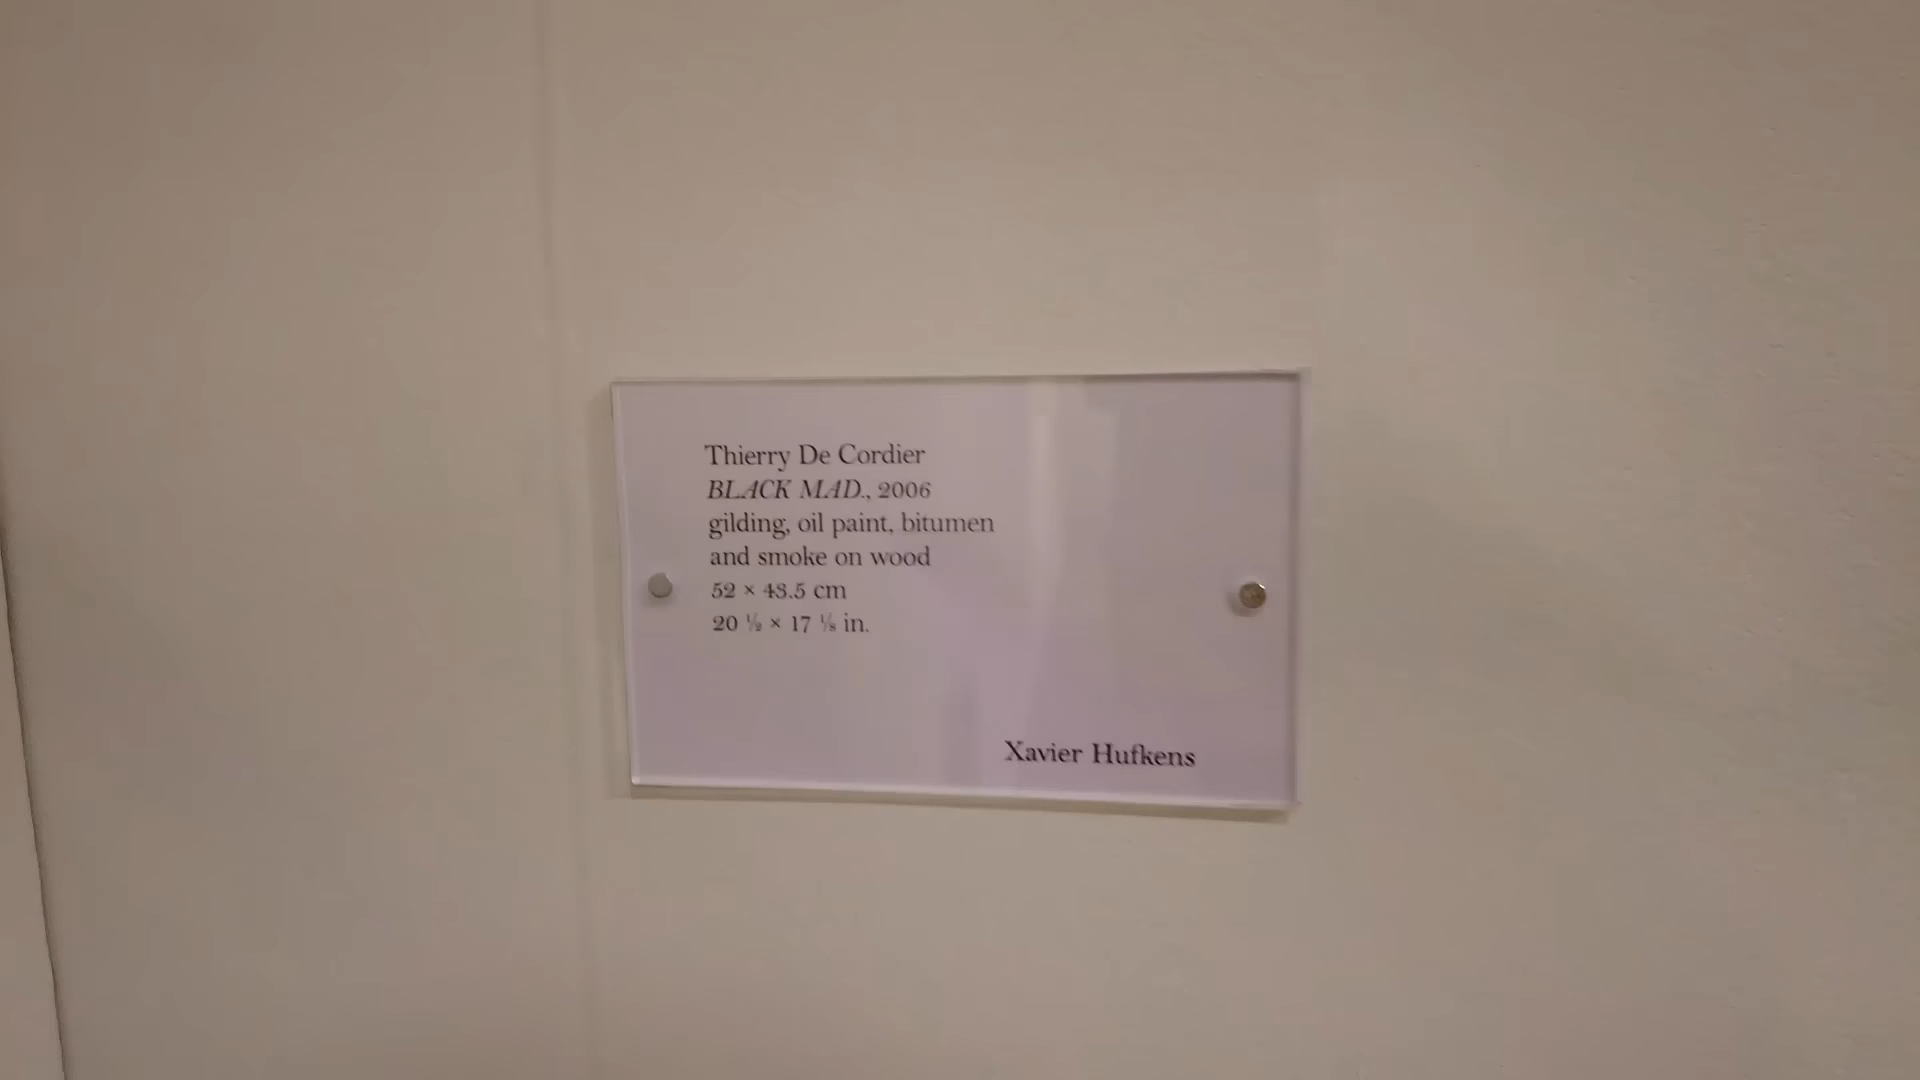 Thierry De Cordier
BLACK MAD., 2006
gilding, oil paint, bitumen
and smoke on wood
52 × 43.5 cm
20 ½ × 17 ⅛ in.
Xavier Hufkens